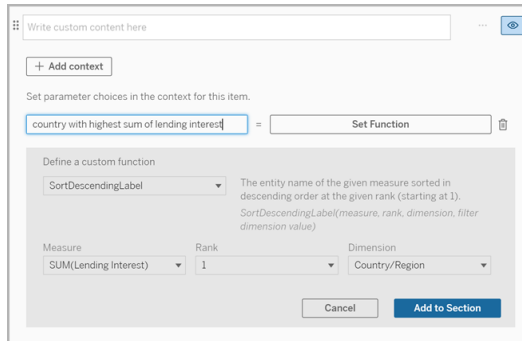 Write custom content here
+ Add context
Set parameter choices in the context for this item.
country with highest sum of lending interest = Set Function
Define a custom function
SortDescendingLabel
The entity name of the given measure sorted in
descending order at the given rank (starting at 1).
SortDescendingLabel(measure, rank, dimension, filter
dimension value)
Measure Rank Dimension
SUM(Lending Interest) 1 Country/Region
Cancel Add to Section